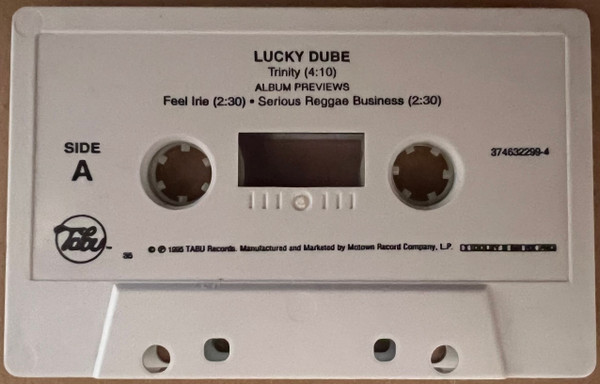 LUCKY DUBE
Trinity (4:10)
ALBUM PREVIEWS
Feel Irie (2:30) • Serious Reggae Business (2:30)
SIDE
A
374632299-4
Tabu™
35
© ℗ 1995 TABU Records. Manufactured and Marketed by Motown Record Company, L.P.